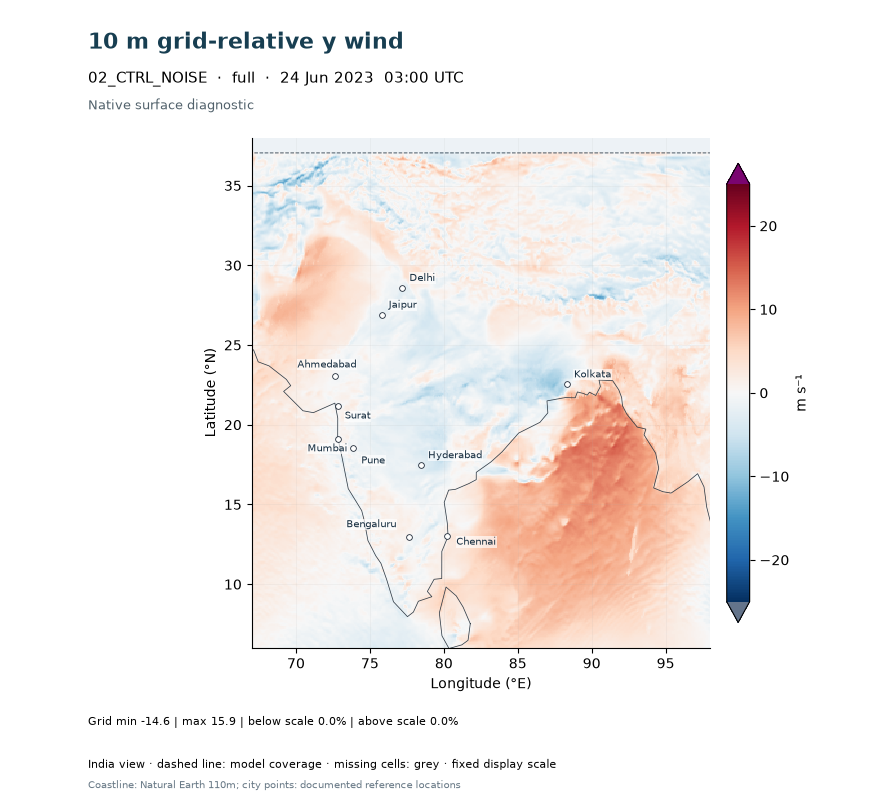 10 m grid-relative y wind
02_CTRL_NOISE · full · 24 Jun 2023 03:00 UTC
Native surface diagnostic
35
30
25
20
15
10
70
75
80
85
90
95
Latitude (°N)
Longitude (°E)
Delhi
Jaipur
Ahmedabad
Kolkata
Surat
Mumbai
Pune
Hyderabad
Bengaluru
Chennai
20
10
0
−10
−20
m s⁻¹
Grid min -14.6 | max 15.9 | below scale 0.0% | above scale 0.0%
India view · dashed line: model coverage · missing cells: grey · fixed display scale
Coastline: Natural Earth 110m; city points: documented reference locations